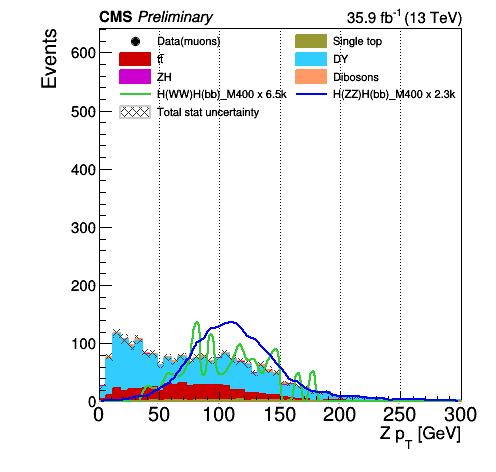 CMS Preliminary 35.9 fb-1 (13 TeV)
Events
Data(muons) Single top
tt̄ DY
ZH Dibosons
H(WW)H(bb)_M400 x 6.5k H(ZZ)H(bb)_M400 x 2.3k
Total stat uncertainty
600
500
400
300
200
100
0
0 50 100 150 200 250 300
Z pT [GeV]